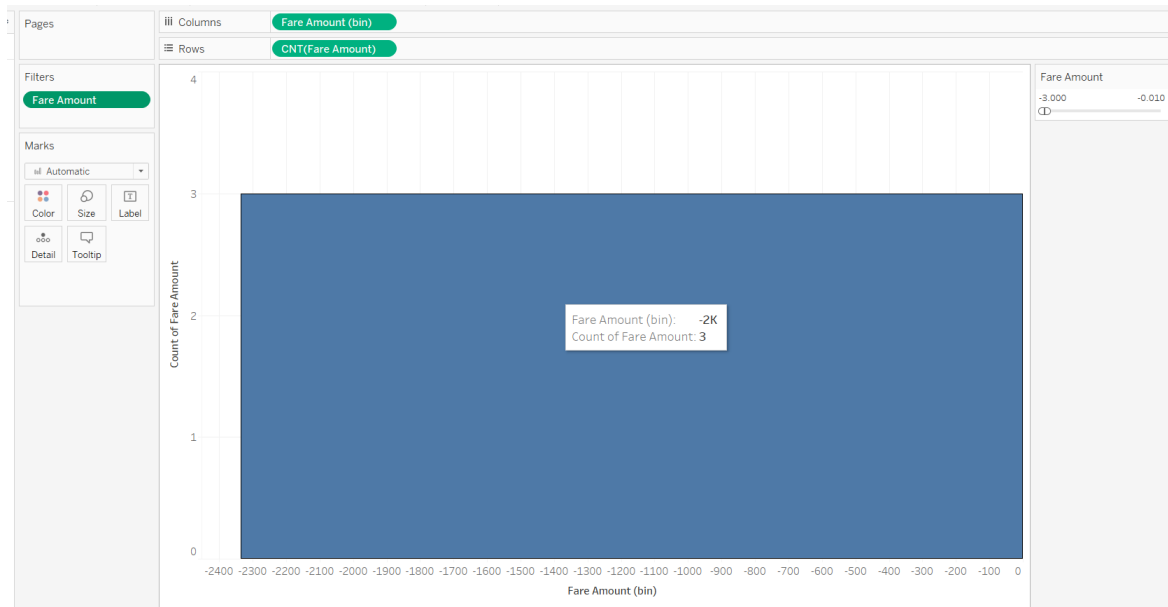 Pages
Columns
Fare Amount (bin)
Rows
CNT(Fare Amount)
Filters
Fare Amount
Marks
Automatic
Color
Size
Label
Detail
Tooltip
4
3
2
1
0
Count of Fare Amount
Fare Amount (bin): -2K
Count of Fare Amount: 3
-2400 -2300 -2200 -2100 -2000 -1900 -1800 -1700 -1600 -1500 -1400 -1300 -1200 -1100 -1000 -900 -800 -700 -600 -500 -400 -300 -200 -100 0
Fare Amount (bin)
Fare Amount
-3.000 -0.010